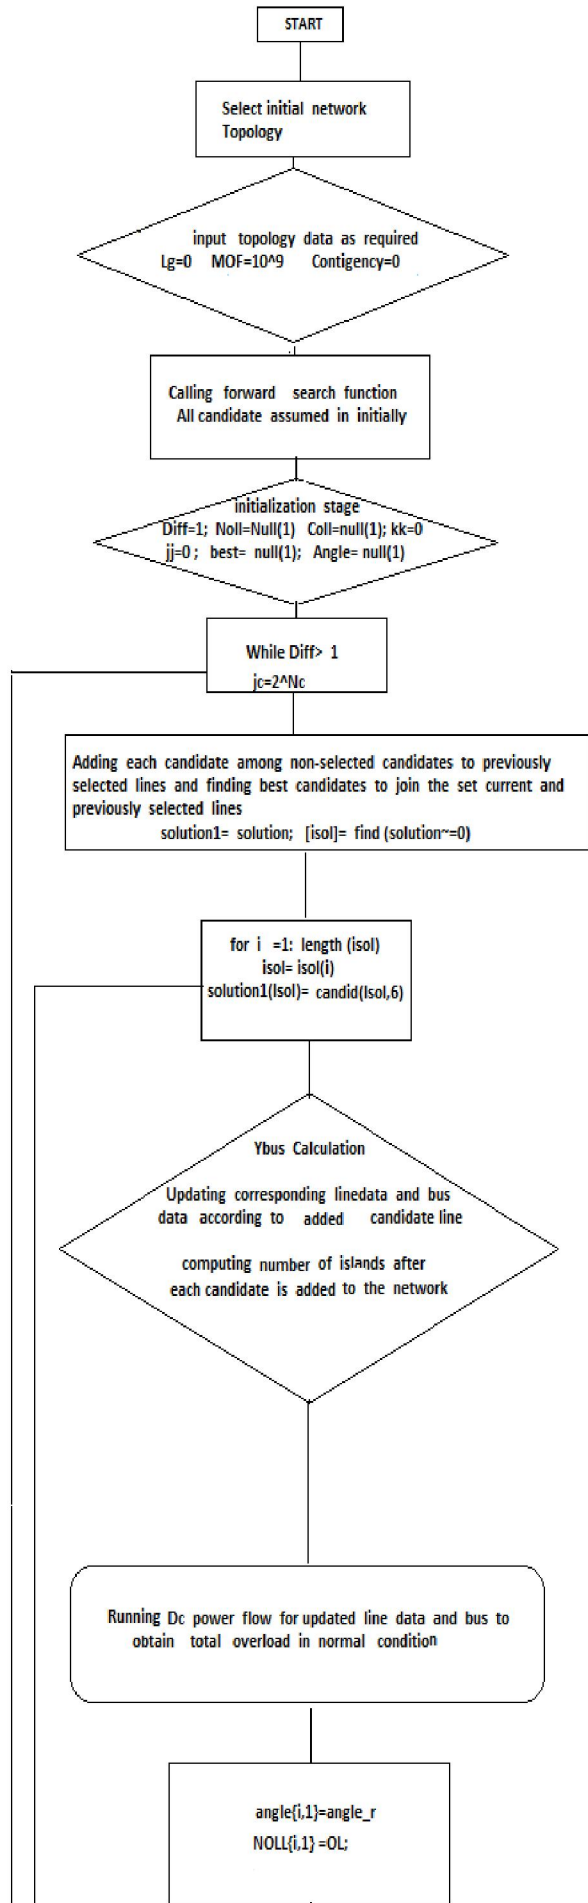 START
Select initial network
Topology
input topology data as required
Lg=0 MOF=10^9 Contigency=0
Calling forward search function
All candidate assumed in initially
initialization stage
Diff=1; Noll=Null(1) Coll=null(1); kk=0
jj=0 ; best= null(1); Angle= null(1)
While Diff> 1
jc=2^Nc
Adding each candidate among non-selected candidates to previously
selected lines and finding best candidates to join the set current and
previously selected lines
solution1= solution; [isol]= find (solution~=0)
for i =1: length (isol)
isol= isol(i)
solution1(Isol)= candid(Isol,6)
Ybus Calculation
Updating corresponding linedata and bus
data according to added candidate line
computing number of islands after
each candidate is added to the network
Running Dc power flow for updated line data and bus to
obtain total overload in normal condition
angle{i,1}=angle_r
NOLL{i,1} =OL;